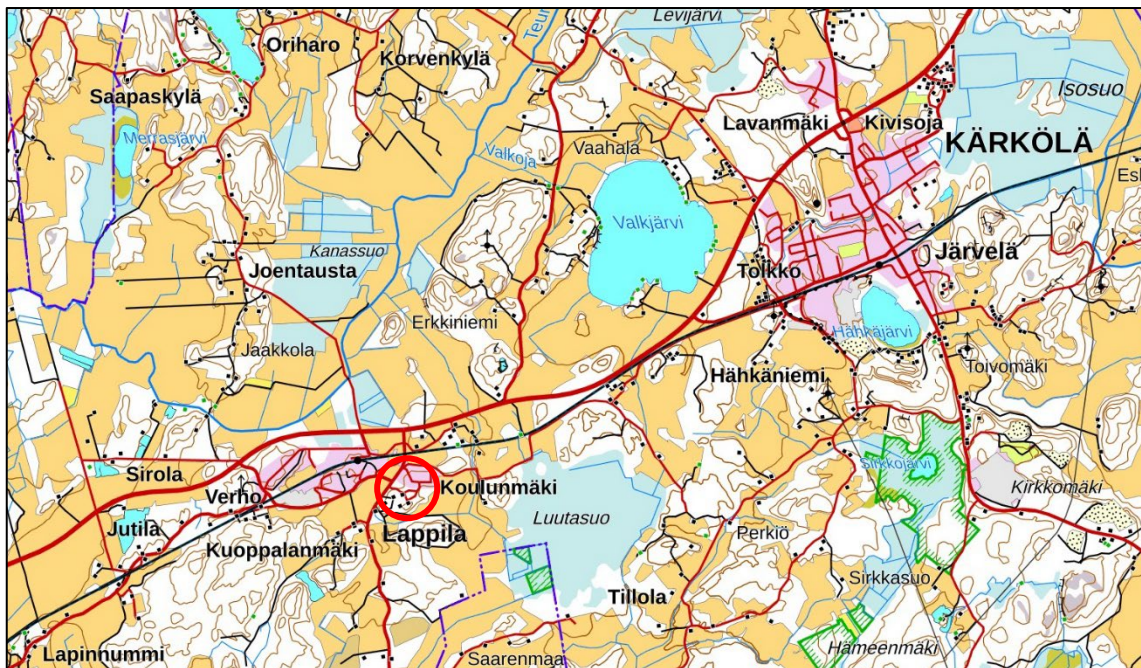 Levijärvi
Teur
Oriharo
Korvenkylä
Saapaskylä
Isosuo
Lavanmäki
Kivisoja
Merrasjärvi
KÄRKÖLÄ
Valkoja
Vaahala
Valkjärvi
Kanassuo
Järvelä
Joentausta
Tolkko
Erkkiniemi
Hähkäjärvi
Jaakkola
Hähkäniemi
Toivomäki
Sirola
Sirkkojärvi
Koulunmäki
Kirkkomäki
Verho
Luutasuo
Jutila
Lappila
Perkiö
Kuoppalanmäki
Sirkkasuo
Tillola
Hämeenmäki
Lapinnummi
Saarenmaa